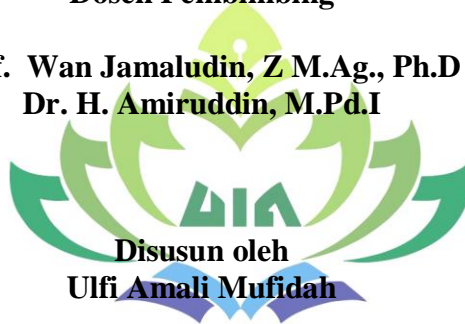 Dosen Pembimbing
f. Wan Jamaludin, Z M.Ag., Ph.D
Dr. H. Amiruddin, M.Pd.I
UIN
Disusun oleh
Ulfi Amali Mufidah